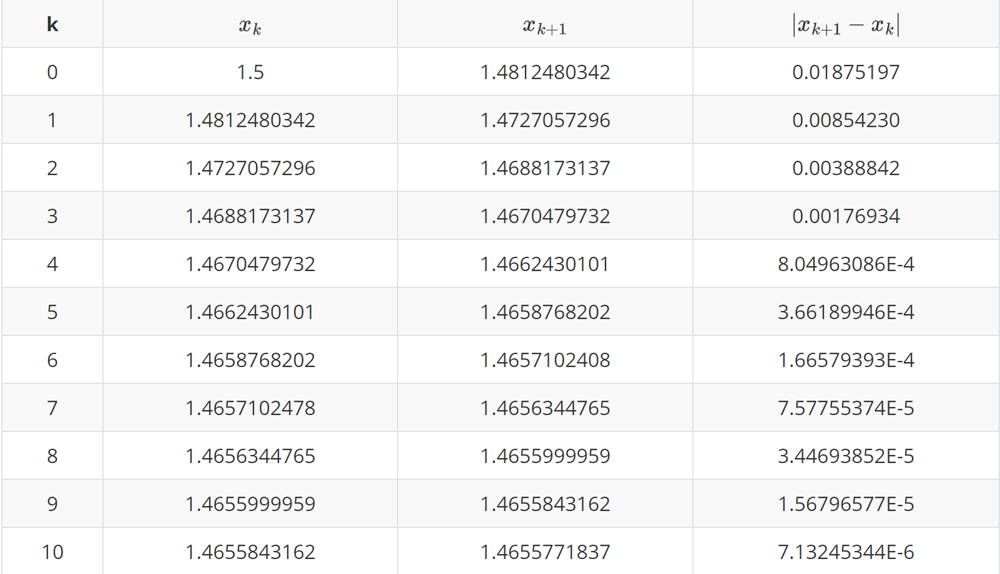 k $x_k$ $x_{k+1}$ $|x_{k+1} - x_k|$
0 1.5 1.4812480342 0.01875197
1 1.4812480342 1.4727057296 0.00854230
2 1.4727057296 1.4688173137 0.00388842
3 1.4688173137 1.4670479732 0.00176934
4 1.4670479732 1.4662430101 8.04963086E-4
5 1.4662430101 1.4658768202 3.66189946E-4
6 1.4658768202 1.4657102408 1.66579393E-4
7 1.4657102478 1.4656344765 7.57755374E-5
8 1.4656344765 1.4655999959 3.44693852E-5
9 1.4655999959 1.4655843162 1.56796577E-5
10 1.4655843162 1.4655771837 7.13245344E-6